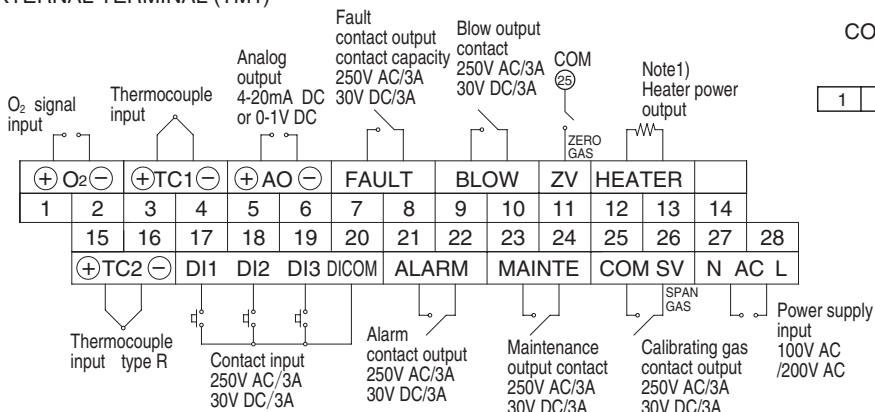 EXTERNAL TERMINAL (TM1)
CO
1
O₂ signal
input
Thermocouple
input
Analog
output
4-20mA DC
or 0-1V DC
Fault
contact output
contact capacity
250V AC/3A
30V DC/3A
Blow output
contact
250V AC/3A
30V DC/3A
COM
25
ZERO
GAS
Note1)
Heater power
output
+ O2 − +TC1− + AO − FAULT BLOW ZV HEATER
1 2 3 4 5 6 7 8 9 10 11 12 13 14
15 16 17 18 19 20 21 22 23 24 25 26 27 28
+TC2 − DI1 DI2 DI3 DICOM ALARM MAINTE COM SV N AC L
SPAN
GAS
Thermocouple
input type R
Contact input
250V AC/3A
30V DC/3A
Alarm
contact output
250V AC/3A
30V DC/3A
Maintenance
output contact
250V AC/3A
30V DC/3A
Calibrating gas
contact output
250V AC/3A
30V DC/3A
Power supply
input
100V AC
/200V AC